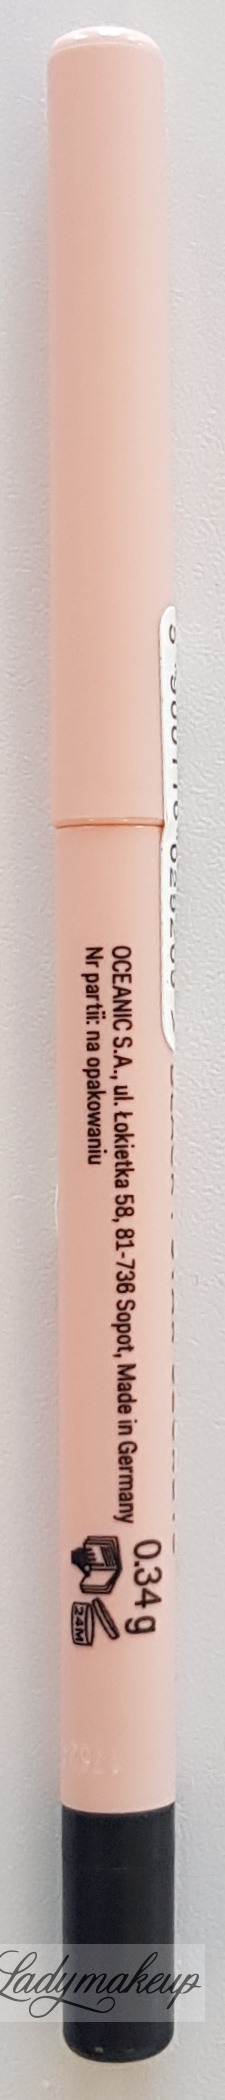 OCEANIC S.A., ul. Łokietka 58, 81-736 Sopot, Made in Germany
Nr partii: na opakowaniu
0.34 g
24M
Ladymakeup